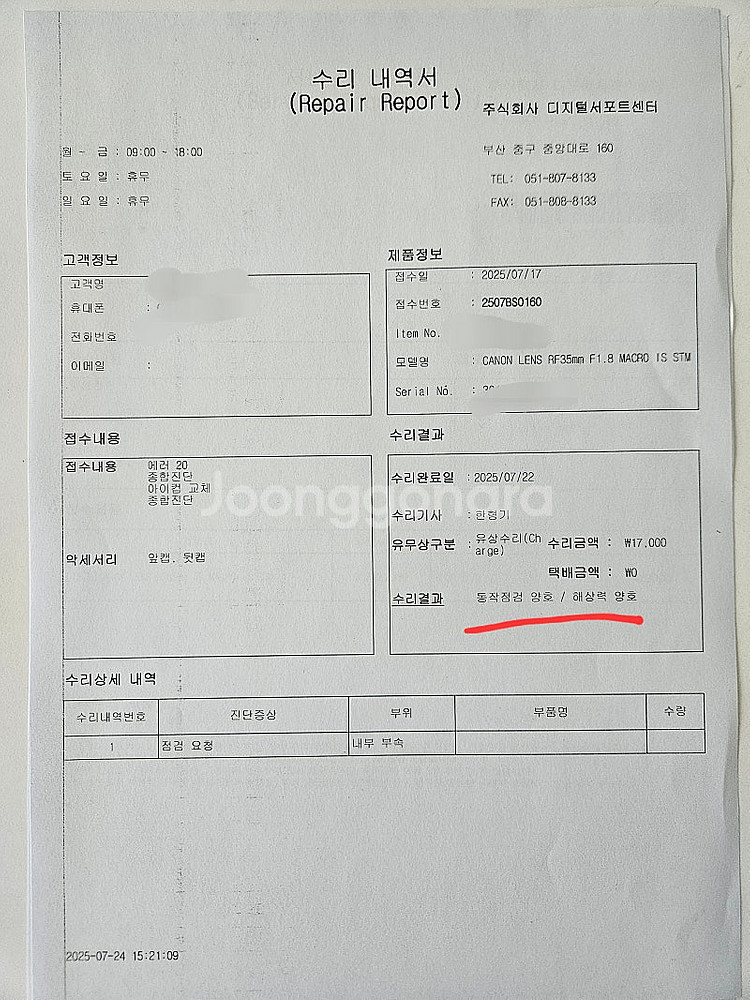 수리 내역서
(Repair Report)
주식회사 디지털서포트센터
월 ~ 금 : 09:00 ~ 18:00
토 요 일 : 휴무
일 요 일 : 휴무
부산 중구 중앙대로 160
TEL: 051-807-8133
FAX: 051-808-8133
고객정보
고객명
휴대폰 :
전화번호
이메일 :
제품정보
접수일 : 2025/07/17
접수번호 : 2507BS0160
Item No.
모델명 : CANON LENS RF35mm F1.8 MACRO IS STM
Serial No. :
접수내용
접수내용 에러 20
종합진단
아이컵 교체
종합진단
악세서리 앞캡. 뒷캡
수리결과
수리완료일 : 2025/07/22
수리기사 : 한형기
유무상구분 : 유상수리(Charge) 수리금액 : ₩17,000
택배금액 : ₩0
수리결과 동작점검 양호 / 해상력 양호
Joonggonara
수리상세 내역
수리내역번호 진단증상 부위 부품명 수량
1 점검 요청 내부 부속
2025-07-24 15:21:09